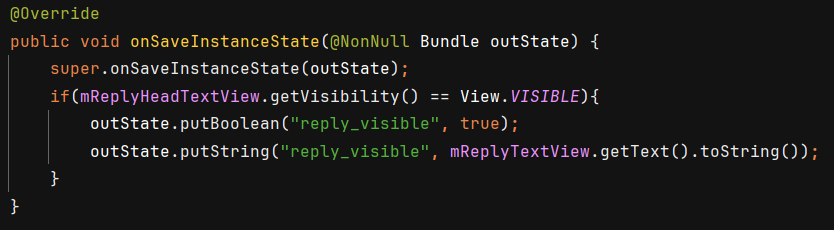 @Override
public void onSaveInstanceState(@NonNull Bundle outState) {
super.onSaveInstanceState(outState);
if(mReplyHeadTextView.getVisibility() == View.VISIBLE){
outState.putBoolean("reply_visible", true);
outState.putString("reply_visible", mReplyTextView.getText().toString());
}
}